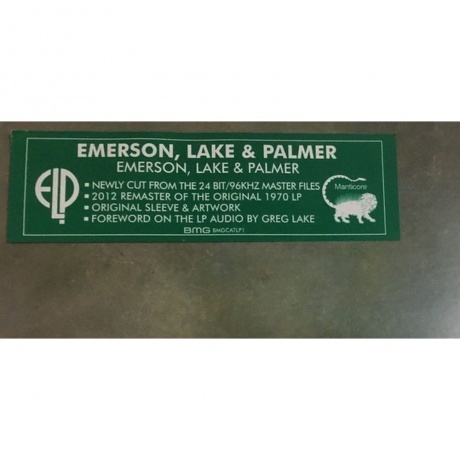 EMERSON, LAKE & PALMER
EMERSON, LAKE & PALMER
ELP
▪ NEWLY CUT FROM THE 24 BIT/96KHZ MASTER FILES
▪ 2012 REMASTER OF THE ORIGINAL 1970 LP
▪ ORIGINAL SLEEVE & ARTWORK
▪ FOREWORD ON THE LP AUDIO BY GREG LAKE
Manticore
BMG BMGCATLP1